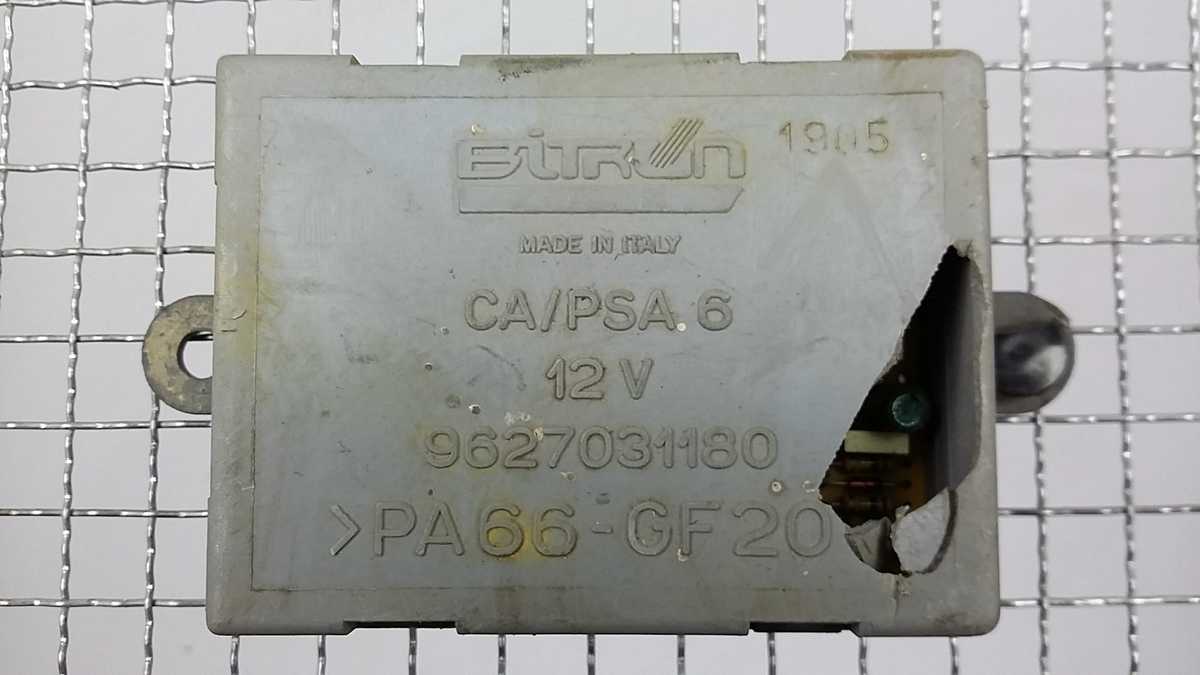 BITRON 1905
MADE IN ITALY
CA/PSA 6
12 V
9627031180
>PA66-GF20